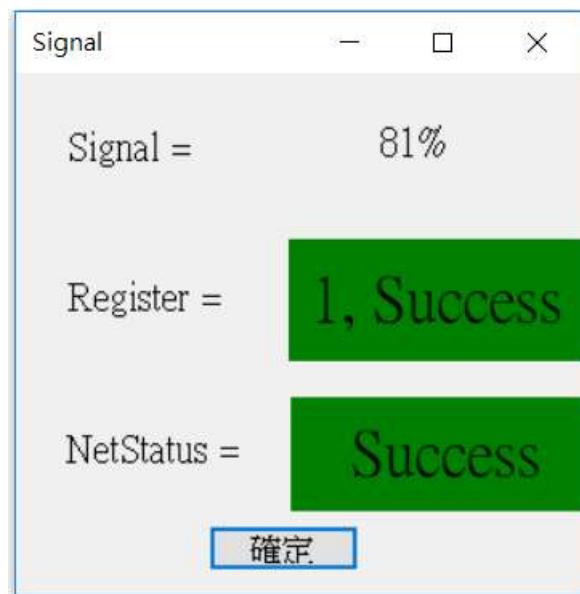 Signal
Signal = 81%
Register = 1, Success
NetStatus = Success
確定